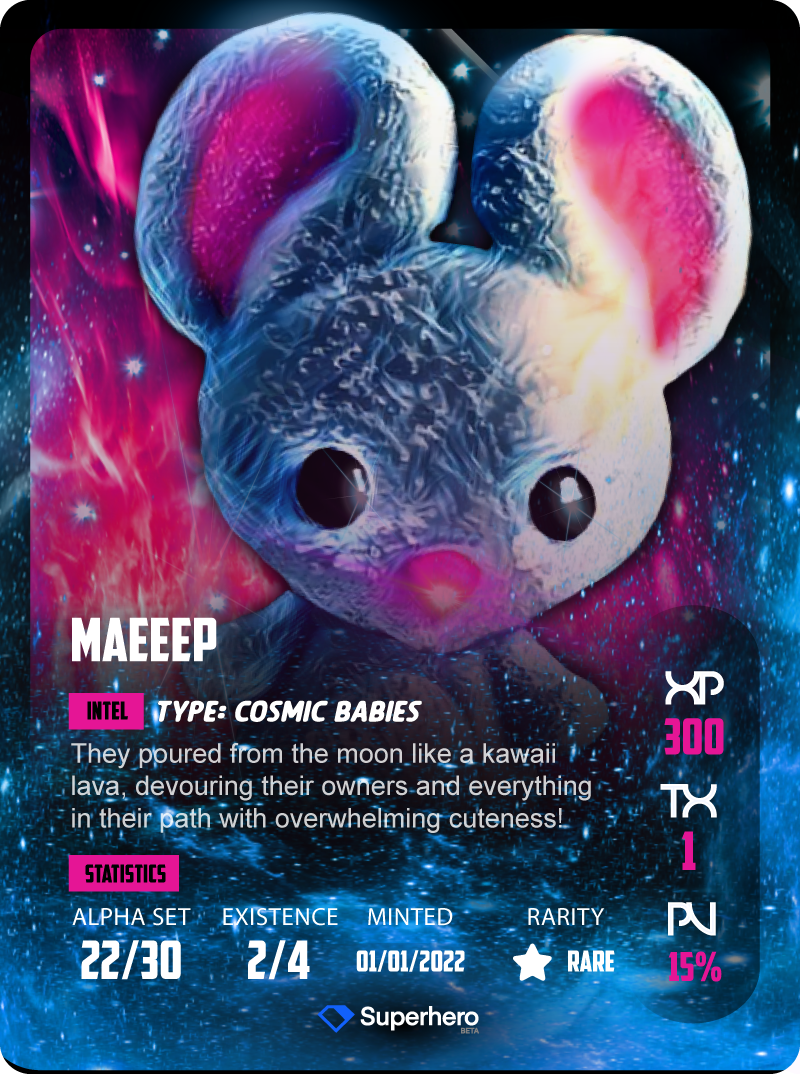 MAEEEP
INTEL TYPE: COSMIC BABIES
They poured from the moon like a kawaii
lava, devouring their owners and everything
in their path with overwhelming cuteness!
STATISTICS
ALPHA SET EXISTENCE MINTED RARITY
22/30 2/4 01/01/2022 RARE
XP
300
TX
1
PV
15%
Superhero
BETA